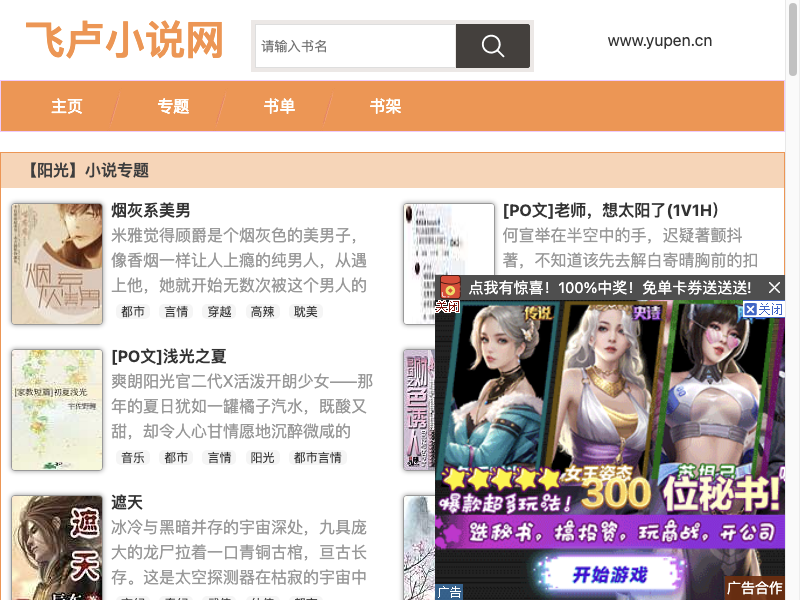 飞卢小说网
请输入书名
www.yupen.cn
主页
专题
书单
书架
【阳光】小说专题
烟灰系美男
米雅觉得顾爵是个烟灰色的美男子，
像香烟一样让人上瘾的纯男人，从遇
上他，她就开始无数次被这个男人的
都市 言情 穿越 高辣 耽美
[PO文]老师，想太阳了(1V1H）
何宣举在半空中的手，迟疑著颤抖
著，不知道该先去解白寄晴胸前的扣
[PO文]浅光之夏
爽朗阳光官二代X活泼开朗少女——那
年的夏日犹如一罐橘子汽水，既酸又
甜，却令人心甘情愿地沉醉微咸的
音乐 都市 言情 阳光 都市言情
[家教短篇]初夏浅光
遮天
冰冷与黑暗并存的宇宙深处，九具庞
大的龙尸拉着一口青铜古棺，亘古长
存。这是太空探测器在枯寂的宇宙中
遮天
点我有惊喜！100%中奖！免单卡券送送送!
关闭
关闭
传说
史诗
女王姿态
苏妲己
爆款超多玩法!
300位秘书!
选秘书，搞投资，玩商战，开公司
开始游戏
广告
广告合作